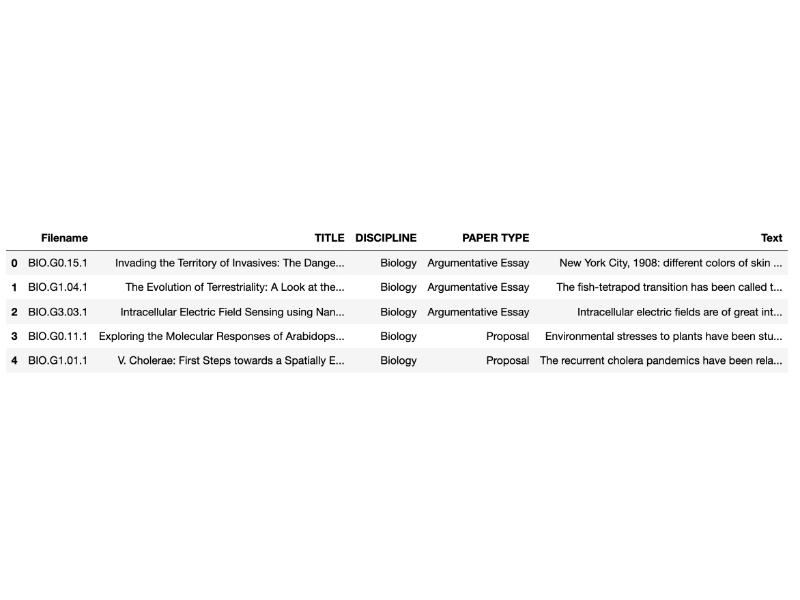 Filename TITLE DISCIPLINE PAPER TYPE Text
0 BIO.G0.15.1 Invading the Territory of Invasives: The Dange... Biology Argumentative Essay New York City, 1908: different colors of skin ...
1 BIO.G1.04.1 The Evolution of Terrestriality: A Look at the... Biology Argumentative Essay The fish-tetrapod transition has been called t...
2 BIO.G3.03.1 Intracellular Electric Field Sensing using Nan... Biology Argumentative Essay Intracellular electric fields are of great int...
3 BIO.G0.11.1 Exploring the Molecular Responses of Arabidops... Biology Proposal Environmental stresses to plants have been stu...
4 BIO.G1.01.1 V. Cholerae: First Steps towards a Spatially E... Biology Proposal The recurrent cholera pandemics have been rela...